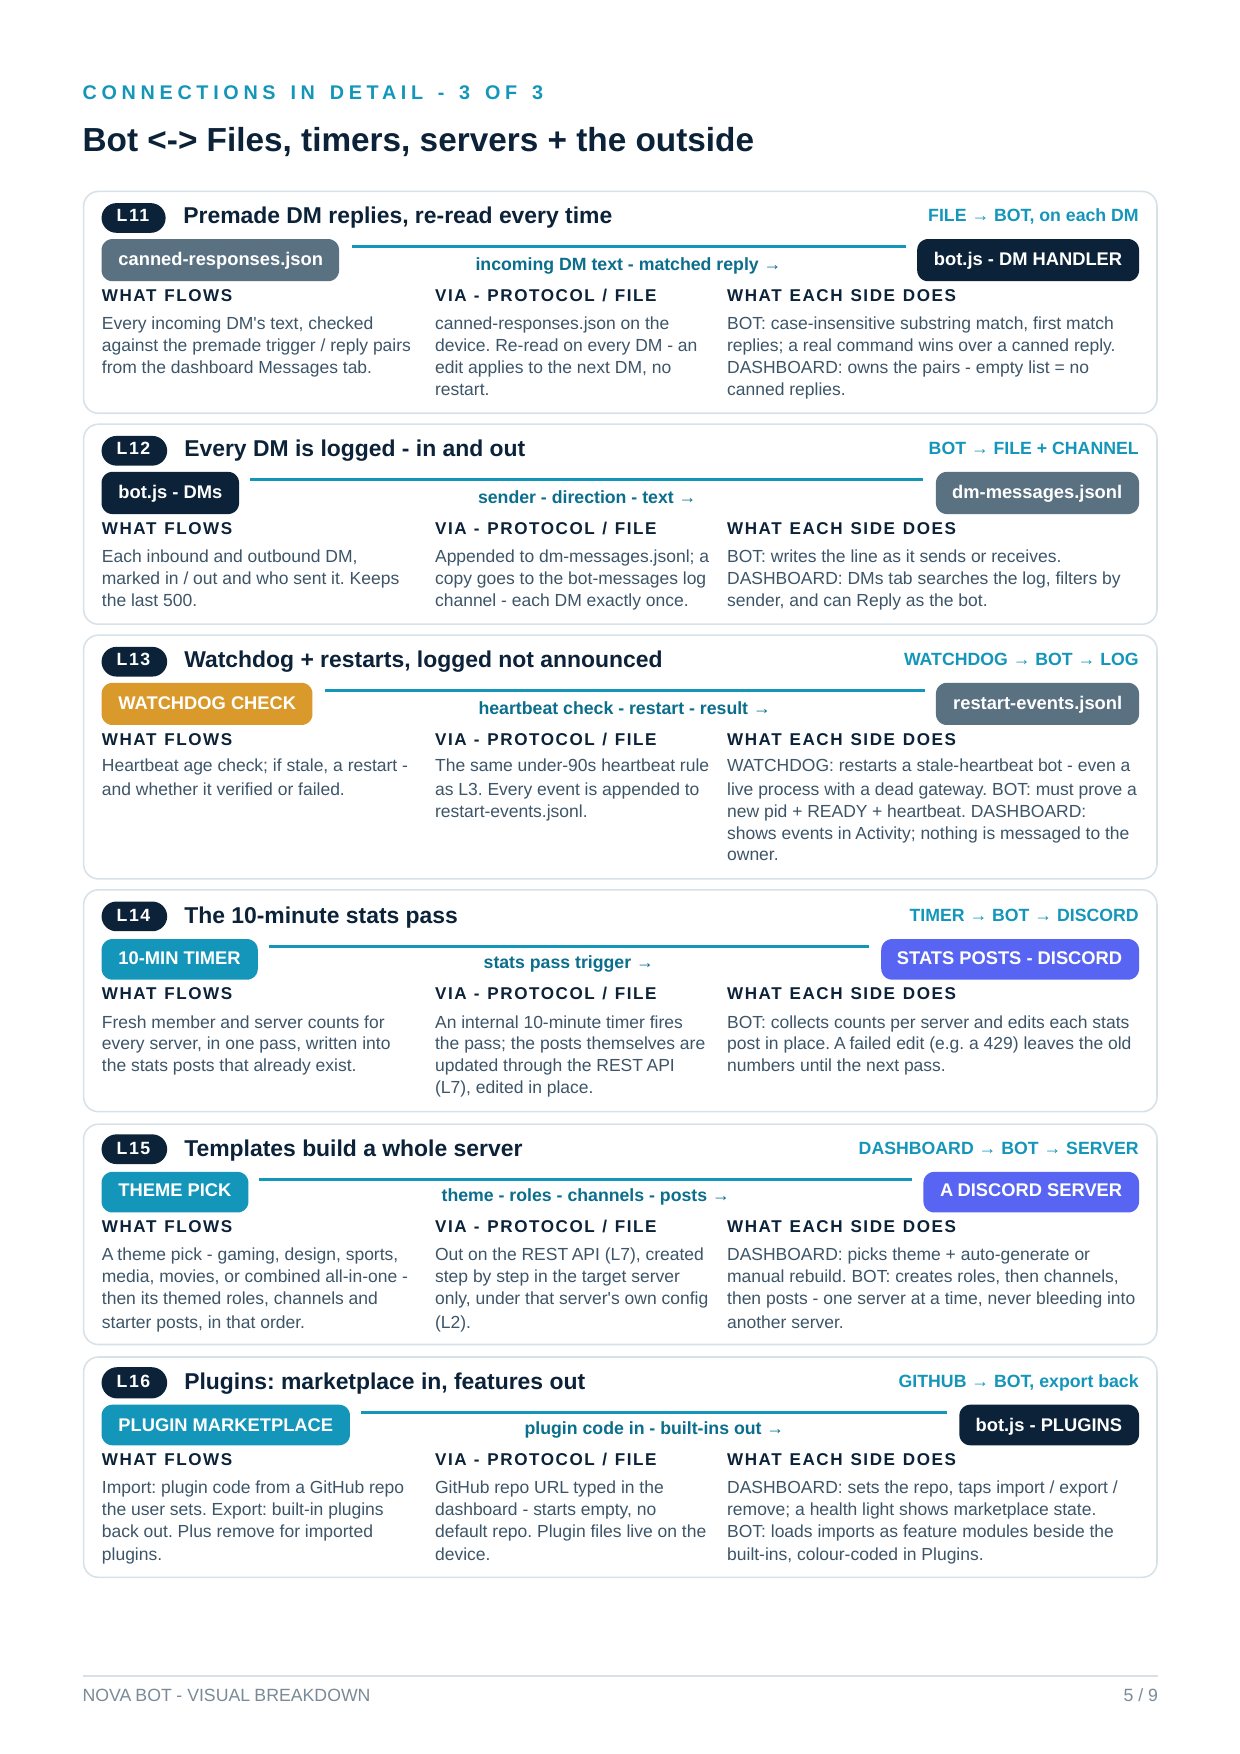 CONNECTIONS IN DETAIL - 3 OF 3
Bot <-> Files, timers, servers + the outside
L11 Premade DM replies, re-read every time FILE → BOT, on each DM
canned-responses.json incoming DM text - matched reply → bot.js - DM HANDLER
WHAT FLOWS
Every incoming DM's text, checked
against the premade trigger / reply pairs
from the dashboard Messages tab.
VIA - PROTOCOL / FILE
canned-responses.json on the
device. Re-read on every DM - an
edit applies to the next DM, no
restart.
WHAT EACH SIDE DOES
BOT: case-insensitive substring match, first match
replies; a real command wins over a canned reply.
DASHBOARD: owns the pairs - empty list = no
canned replies.
L12 Every DM is logged - in and out BOT → FILE + CHANNEL
bot.js - DMs sender - direction - text → dm-messages.jsonl
WHAT FLOWS
Each inbound and outbound DM,
marked in / out and who sent it. Keeps
the last 500.
VIA - PROTOCOL / FILE
Appended to dm-messages.jsonl; a
copy goes to the bot-messages log
channel - each DM exactly once.
WHAT EACH SIDE DOES
BOT: writes the line as it sends or receives.
DASHBOARD: DMs tab searches the log, filters by
sender, and can Reply as the bot.
L13 Watchdog + restarts, logged not announced WATCHDOG → BOT → LOG
WATCHDOG CHECK heartbeat check - restart - result → restart-events.jsonl
WHAT FLOWS
Heartbeat age check; if stale, a restart -
and whether it verified or failed.
VIA - PROTOCOL / FILE
The same under-90s heartbeat rule
as L3. Every event is appended to
restart-events.jsonl.
WHAT EACH SIDE DOES
WATCHDOG: restarts a stale-heartbeat bot - even a
live process with a dead gateway. BOT: must prove a
new pid + READY + heartbeat. DASHBOARD:
shows events in Activity; nothing is messaged to the
owner.
L14 The 10-minute stats pass TIMER → BOT → DISCORD
10-MIN TIMER stats pass trigger → STATS POSTS - DISCORD
WHAT FLOWS
Fresh member and server counts for
every server, in one pass, written into
the stats posts that already exist.
VIA - PROTOCOL / FILE
An internal 10-minute timer fires
the pass; the posts themselves are
updated through the REST API
(L7), edited in place.
WHAT EACH SIDE DOES
BOT: collects counts per server and edits each stats
post in place. A failed edit (e.g. a 429) leaves the old
numbers until the next pass.
L15 Templates build a whole server DASHBOARD → BOT → SERVER
THEME PICK theme - roles - channels - posts → A DISCORD SERVER
WHAT FLOWS
A theme pick - gaming, design, sports,
media, movies, or combined all-in-one -
then its themed roles, channels and
starter posts, in that order.
VIA - PROTOCOL / FILE
Out on the REST API (L7), created
step by step in the target server
only, under that server's own config
(L2).
WHAT EACH SIDE DOES
DASHBOARD: picks theme + auto-generate or
manual rebuild. BOT: creates roles, then channels,
then posts - one server at a time, never bleeding into
another server.
L16 Plugins: marketplace in, features out GITHUB → BOT, export back
PLUGIN MARKETPLACE plugin code in - built-ins out → bot.js - PLUGINS
WHAT FLOWS
Import: plugin code from a GitHub repo
the user sets. Export: built-in plugins
back out. Plus remove for imported
plugins.
VIA - PROTOCOL / FILE
GitHub repo URL typed in the
dashboard - starts empty, no
default repo. Plugin files live on the
device.
WHAT EACH SIDE DOES
DASHBOARD: sets the repo, taps import / export /
remove; a health light shows marketplace state.
BOT: loads imports as feature modules beside the
built-ins, colour-coded in Plugins.
NOVA BOT - VISUAL BREAKDOWN 5 / 9